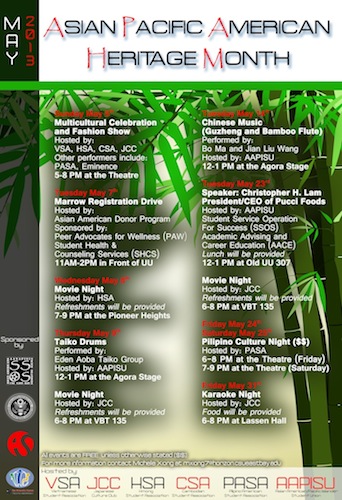 MAY
2013
ASIAN PACIFIC AMERICAN
HERITAGE MONTH
Multicultural Celebration
and Fashion Show
Hosted by:
VSA, HSA, CSA, JCC
Other performers include:
PASA, Eminence
5-8 PM at the Theatre
Tuesday May 7th
Marrow Registration Drive
Hosted by:
Asian American Donor Program
Sponsored by:
Peer Advocates for Wellness (PAW)
Student Health &
Counseling Services (SHCS)
11AM-2PM in Front of UU
Movie Night
Hosted by: HSA
Refreshments will be provided
7-9 PM at the Pioneer Heights
Thursday May
Taiko Drums
Performed by:
Eden Aoba Taiko Group
Hosted by: AAPISU
12-1 PM at the Agora Stage
Movie Night
Hosted by: JCC
Refreshments will be provided
6-8 PM at VBT 135
Chinese Music
(Guzheng and Bamboo Flute)
Performed by:
Bo Ma and Jian Liu Wang
Hosted by: AAPISU
12-1 PM at the Agora Stage
May 23
Speaker: Christopher H. Lam
President/CEO of Pucci Foods
Hosted by: AAPISU
Student Service Operation
For Success (SSOS)
Academic Advising and
Career Education (AACE)
Lunch will be provided
12-1 PM at Old UU 307
Movie Night
Hosted by: JCC
Refreshments will be provided
6-8 PM at VBT 135
Friday May 24th
Pilipino Culture Night ($$)
Hosted by: PASA
6-8 PM at the Theatre (Friday)
7-9 PM at the Theatre (Saturday)
Friday May 31
Karaoke Night
Hosted by: JCC
Food will be provided
6-8 PM at Lassen Hall
Sponsored
by
All events are FREE unless otherwise stated ($$)
Hosted by
VSA JCC HSA CSA PASA AAPISU